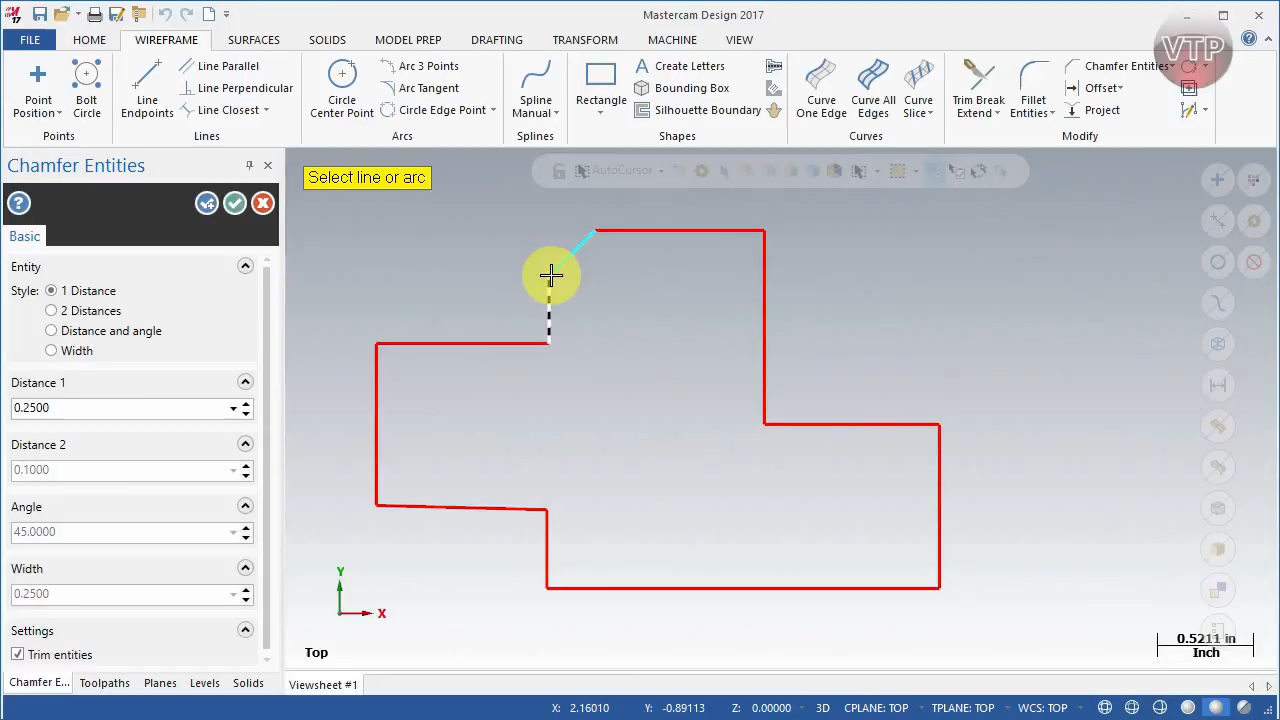 17
Mastercam Design 2017
VTP
FILE
HOME
WIREFRAME
SURFACES
SOLIDS
MODEL PREP
DRAFTING
TRANSFORM
MACHINE
VIEW
Point Position
Bolt Circle
Points
Line Endpoints
Line Parallel
Line Perpendicular
Line Closest
Lines
Circle Center Point
Arc 3 Points
Arc Tangent
Circle Edge Point
Arcs
Spline Manual
Splines
Rectangle
Create Letters
Bounding Box
Silhouette Boundary
Shapes
Curve One Edge
Curve All Edges
Curve Slice
Curves
Trim Break Extend
Fillet Entities
Chamfer Entities
Offset
Project
Modify
Chamfer Entities
Basic
Entity
Style:
1 Distance
2 Distances
Distance and angle
Width
Distance 1
0.2500
Distance 2
0.1000
Angle
45.0000
Width
0.2500
Settings
Trim entities
Chamfer E...
Toolpaths
Planes
Levels
Solids
Select line or arc
AutoCursor
Y
X
Top
0.5211 in
Inch
Viewsheet #1
X: 2.16010
Y: -0.89113
Z: 0.00000
3D
CPLANE: TOP
TPLANE: TOP
WCS: TOP